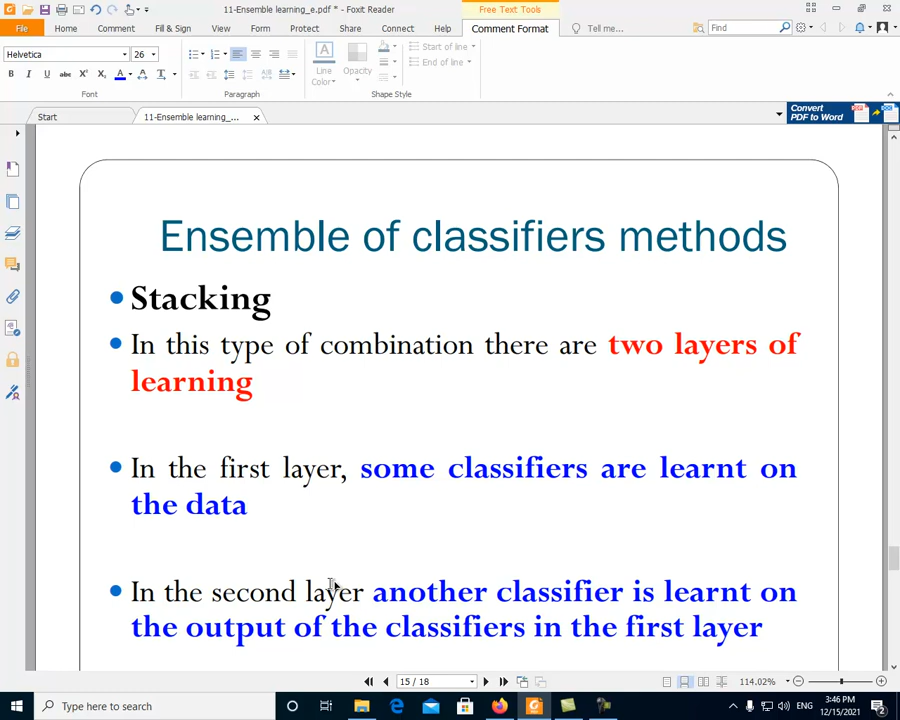 11-Ensemble learning_e.pdf * - Foxit Reader
Free Text Tools
File Home Comment Fill & Sign View Form Protect Share Connect Help Comment Format Tell me... Find
Helvetica 26
Line Color Opacity Start of line
End of line
Font Paragraph Shape Style
Start 11-Ensemble learning_... Convert PDF to Word
Ensemble of classifiers methods
Stacking
In this type of combination there are two layers of
learning
In the first layer, some classifiers are learnt on
the data
In the second layer another classifier is learnt on
the output of the classifiers in the first layer
15 / 18 114.02%
Type here to search
ENG
3:46 PM
12/15/2021
2